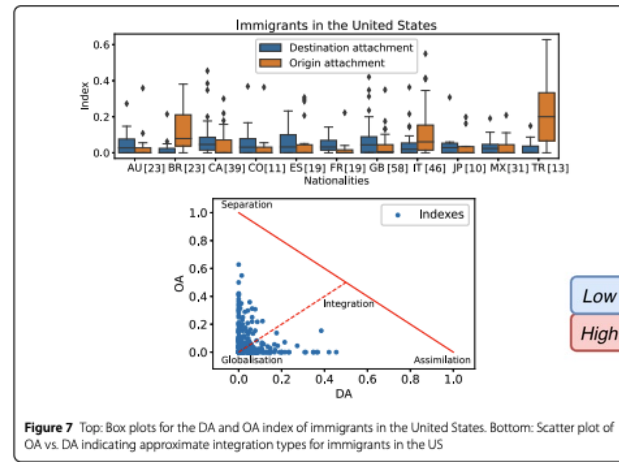 Immigrants in the United States
Destination attachment
Origin attachment
Index
0.6
0.4
0.2
0.0
AU[23] BR[23] CA[39] CO[11] ES[19] FR[19] GB[58] IT[46] JP[10] MX[31] TR[13]
Nationalities
Separation
Indexes
OA
1.0
0.8
0.6
0.4
0.2
0.0
Integration
Globalisation
Assimilation
0.0 0.2 0.4 0.6 0.8 1.0
DA
Low
High
Figure 7 Top: Box plots for the DA and OA index of immigrants in the United States. Bottom: Scatter plot of
OA vs. DA indicating approximate integration types for immigrants in the US